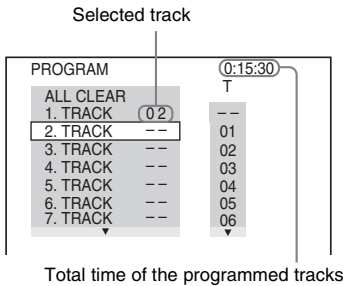 Selected track
PROGRAM 0:15:30
T
ALL CLEAR
1. TRACK 02 --
2. TRACK -- 01
3. TRACK -- 02
4. TRACK -- 03
5. TRACK -- 04
6. TRACK -- 05
7. TRACK -- 06
Total time of the programmed tracks